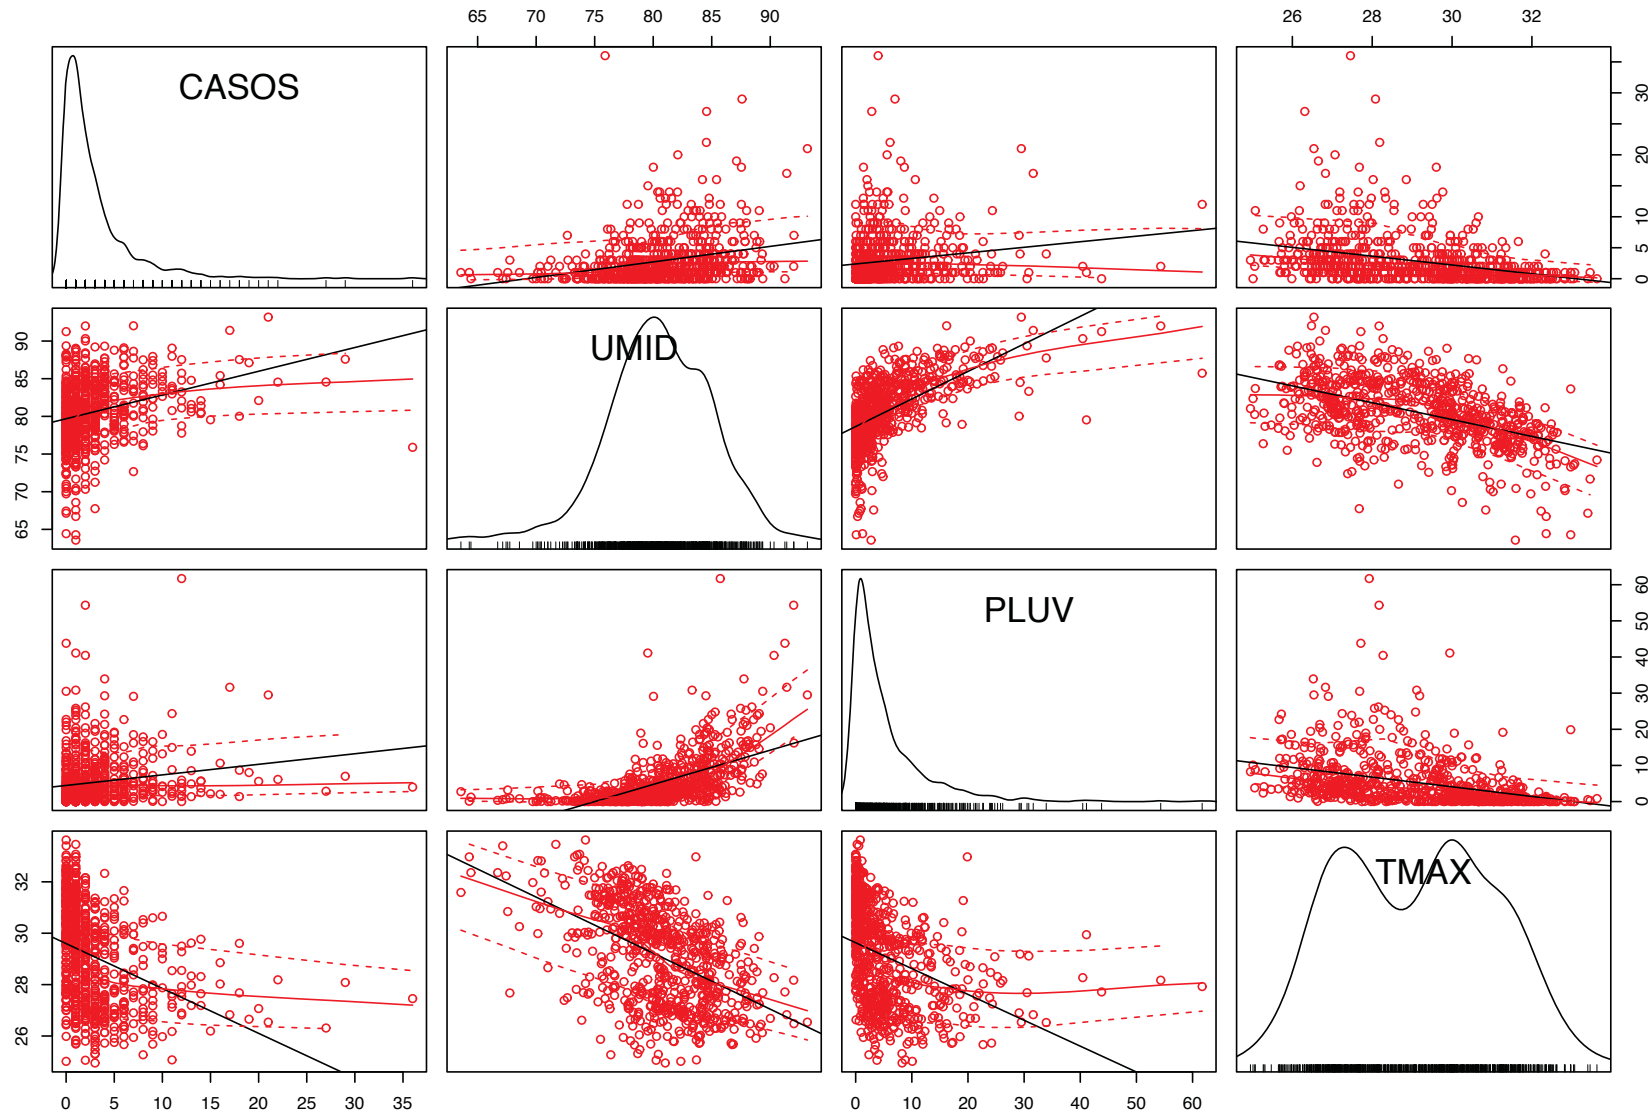 65 70 75 80 85 90 26 28 30 32
CASOS
0 5 10 20 30
65 70 75 80 85 90
UMID
PLUV
0 10 20 30 40 50 60
26 28 30 32
TMAX
0 5 10 15 20 25 30 35 0 10 20 30 40 50 60